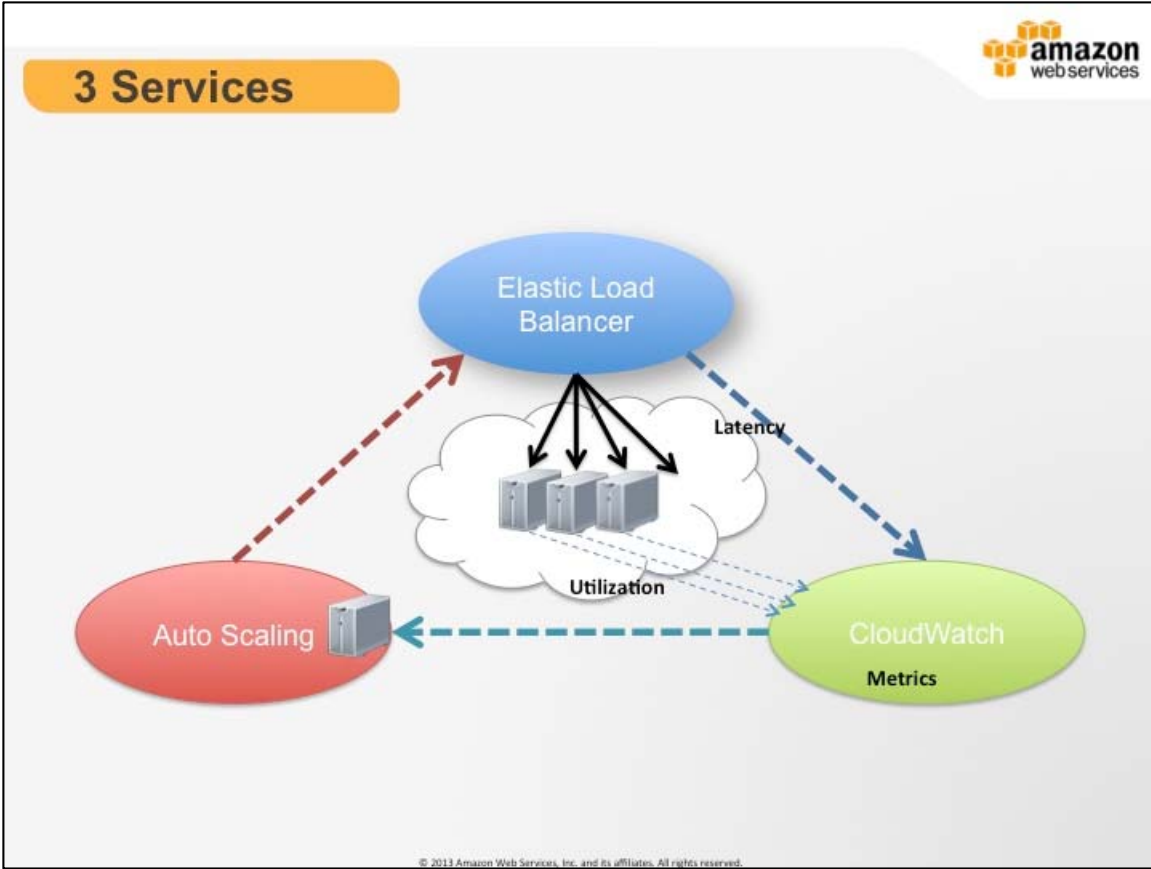 amazon
webservices
3 Services
Elastic Load
Balancer
Latency
Utilization
Auto Scaling
CloudWatch
Metrics
© 2013 Amazon Web Services, Inc. and its affiliates. All rights reserved.